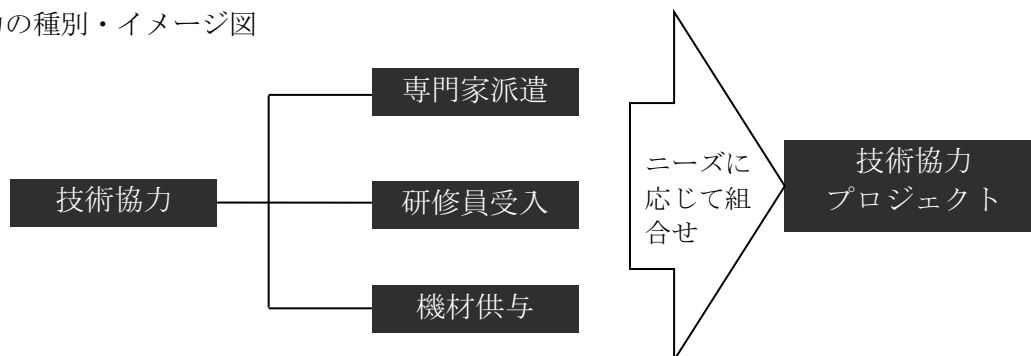 の種別・イメージ図
専門家派遣
技術協力
研修員受入
機材供与
ニーズに
応じて組
合せ
技術協力
プロジェクト